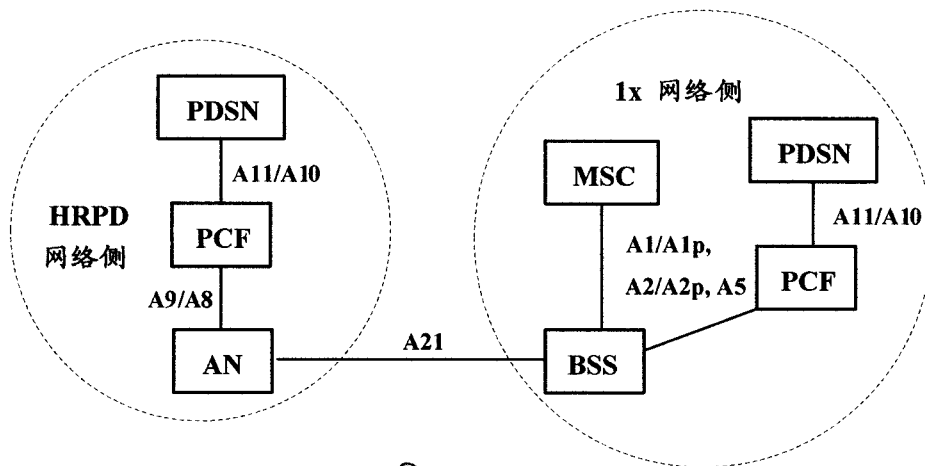 PDSN
A11/A10
HRPD
网络侧
PCF
A9/A8
AN
A21
1x 网络侧
MSC
PDSN
A1/A1p,
A2/A2p, A5
A11/A10
PCF
BSS